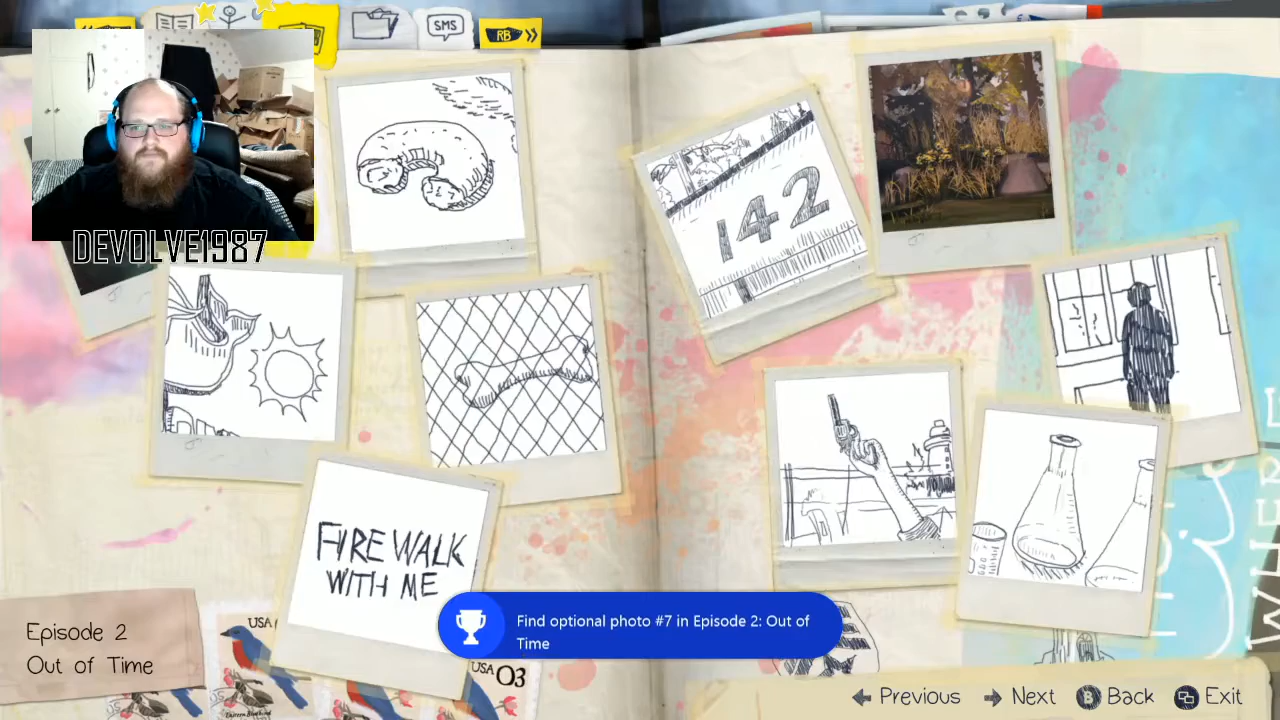 SMS
RB
DEVOLVE1987
142
FIRE WALK
WITH ME
Find optional photo #7 in Episode 2: Out of
Time
Episode 2
Out of Time
USA
USA 03
WHERE
Previous
Next
B Back
Exit